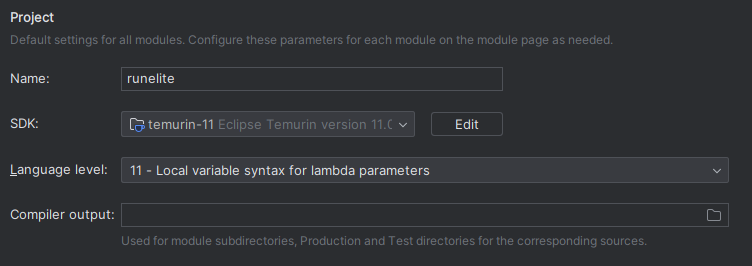 Project
Default settings for all modules. Configure these parameters for each module on the module page as needed.
Name: runelite
SDK: temurin-11 Eclipse Temurin version 11.0 Edit
Language level: 11 - Local variable syntax for lambda parameters
Compiler output:
Used for module subdirectories, Production and Test directories for the corresponding sources.